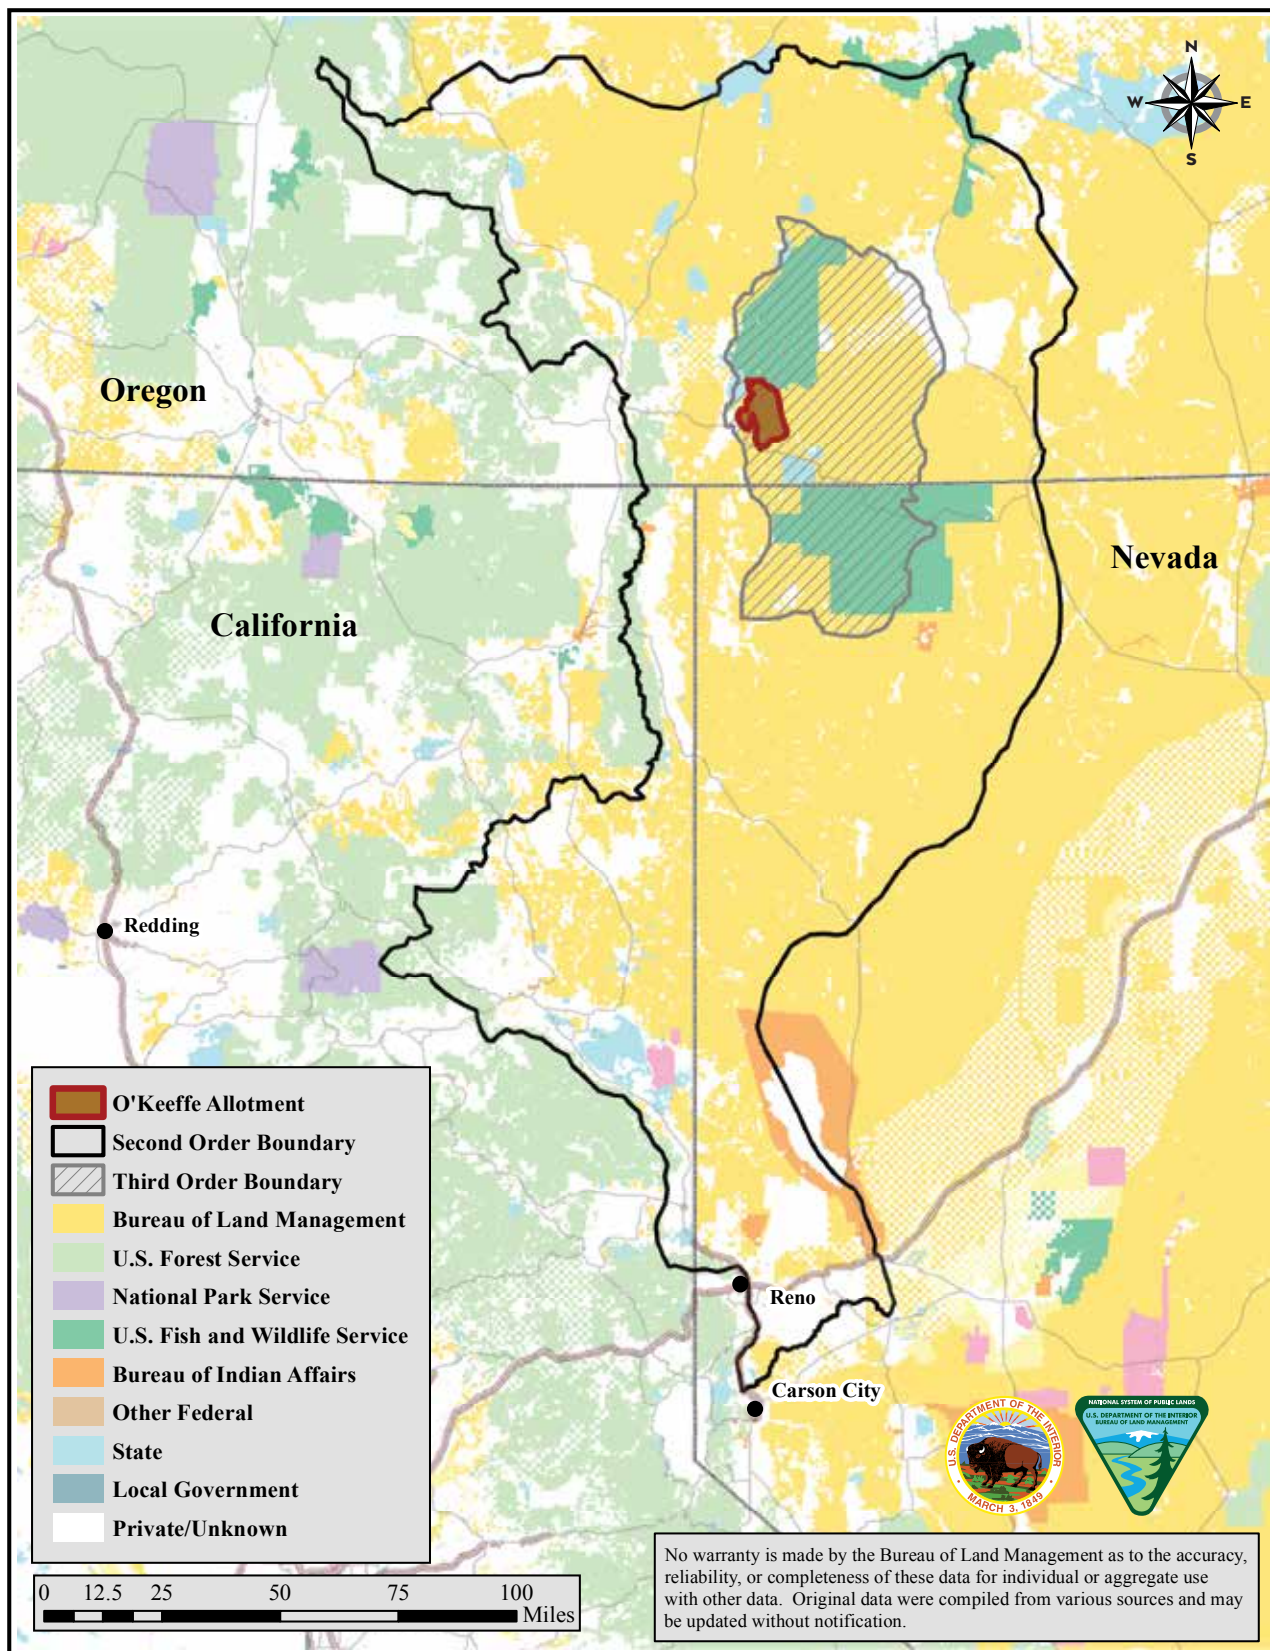 N
W E
S
Oregon
Nevada
California
Redding
O'Keeffe Allotment
Second Order Boundary
Third Order Boundary
Bureau of Land Management
U.S. Forest Service
National Park Service
U.S. Fish and Wildlife Service
Bureau of Indian Affairs
Other Federal
State
Local Government
Private/Unknown
Reno
Carson City
U.S. DEPARTMENT OF THE INTERIOR
MARCH 3, 1849
NATIONAL SYSTEM OF PUBLIC LANDS
U.S. DEPARTMENT OF THE INTERIOR
BUREAU OF LAND MANAGEMENT
0 12.5 25 50 75 100
Miles
No warranty is made by the Bureau of Land Management as to the accuracy,
reliability, or completeness of these data for individual or aggregate use
with other data. Original data were compiled from various sources and may
be updated without notification.